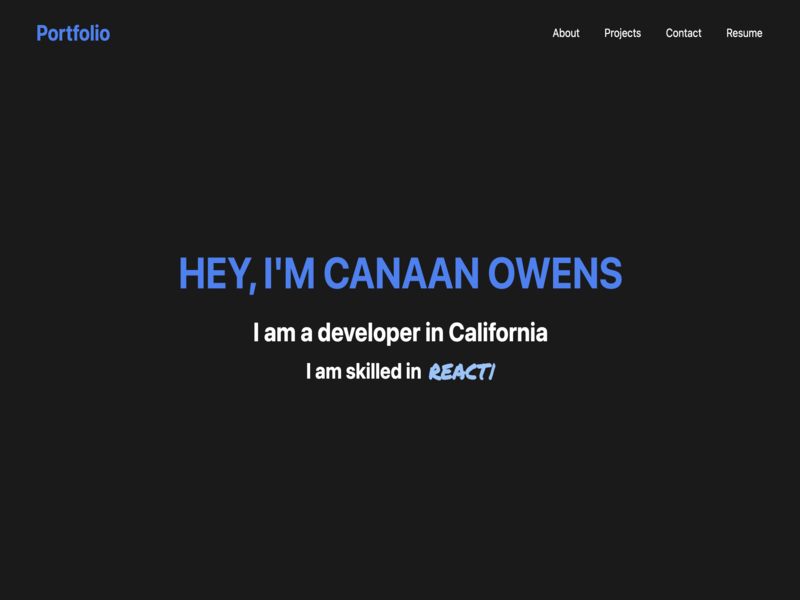 Portfolio
About Projects Contact Resume
HEY, I'M CANAAN OWENS
I am a developer in California
I am skilled in REACT|